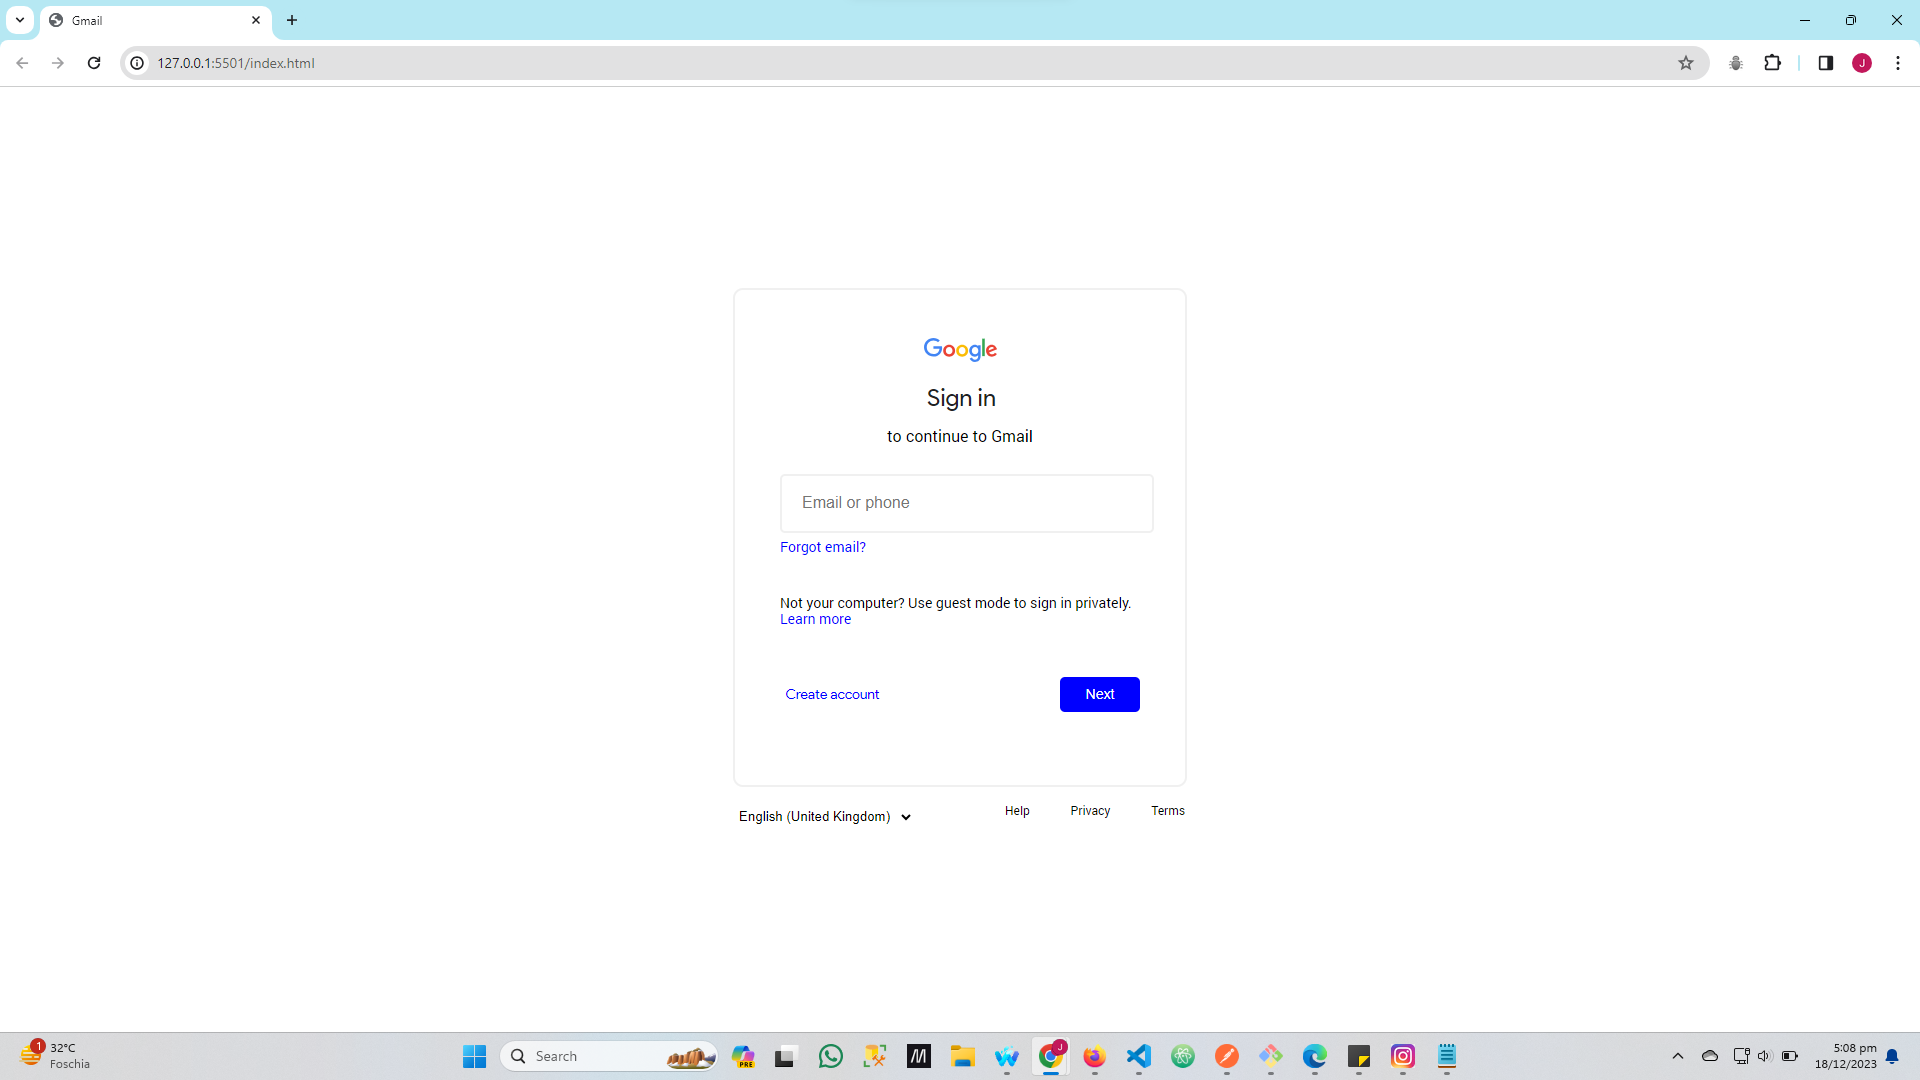 Gmail
127.0.0.1:5501/index.html
J
Google
Sign in
to continue to Gmail
Email or phone
Forgot email?
Not your computer? Use guest mode to sign in privately.
Learn more
Create account
Next
English (United Kingdom)
Help
Privacy
Terms
1
32°C
Foschia
Search
PRE
M
J
5:08 pm
18/12/2023